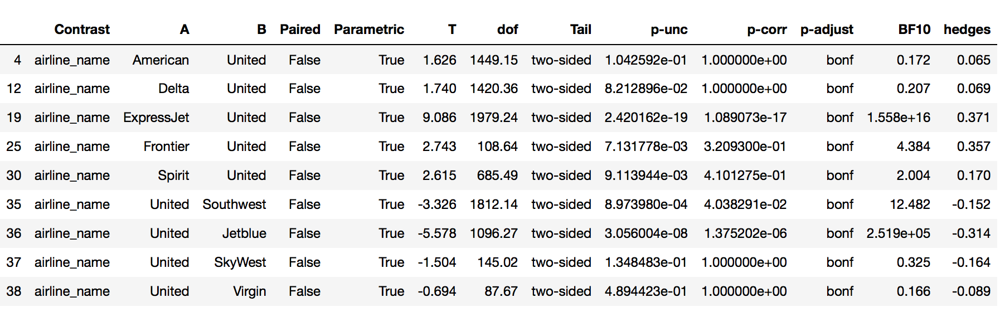 Contrast A B Paired Parametric T dof Tail p-unc p-corr p-adjust BF10 hedges
4 airline_name American United False True 1.626 1449.15 two-sided 1.042592e-01 1.000000e+00 bonf 0.172 0.065
12 airline_name Delta United False True 1.740 1420.36 two-sided 8.212896e-02 1.000000e+00 bonf 0.207 0.069
19 airline_name ExpressJet United False True 9.086 1979.24 two-sided 2.420162e-19 1.089073e-17 bonf 1.558e+16 0.371
25 airline_name Frontier United False True 2.743 108.64 two-sided 7.131778e-03 3.209300e-01 bonf 4.384 0.357
30 airline_name Spirit United False True 2.615 685.49 two-sided 9.113944e-03 4.101275e-01 bonf 2.004 0.170
35 airline_name United Southwest False True -3.326 1812.14 two-sided 8.973980e-04 4.038291e-02 bonf 12.482 -0.152
36 airline_name United Jetblue False True -5.578 1096.27 two-sided 3.056004e-08 1.375202e-06 bonf 2.519e+05 -0.314
37 airline_name United SkyWest False True -1.504 145.02 two-sided 1.348483e-01 1.000000e+00 bonf 0.325 -0.164
38 airline_name United Virgin False True -0.694 87.67 two-sided 4.894423e-01 1.000000e+00 bonf 0.166 -0.089